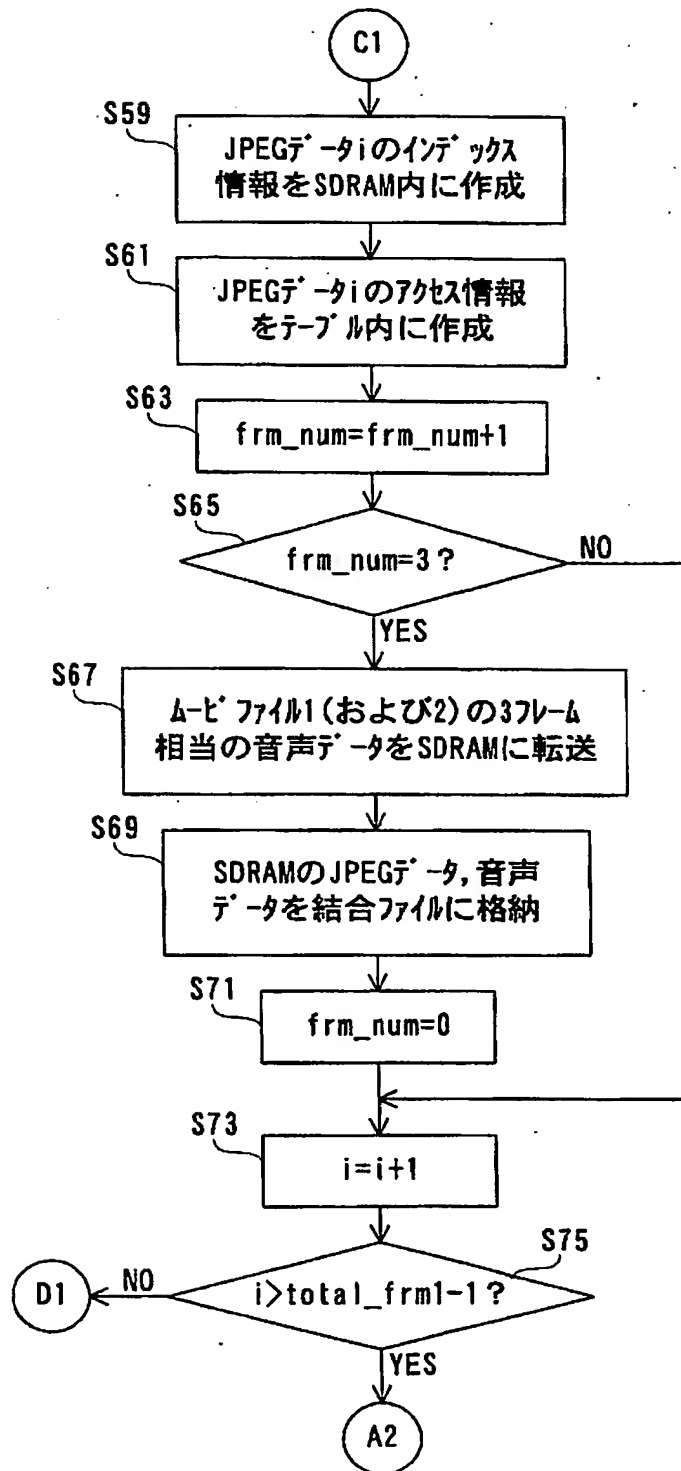 C1
S59
JPEGデータiのインデックス
情報をSDRAM内に作成
S61
JPEGデータiのアクセス情報
をテーブル内に作成
S63
frm_num=frm_num+1
S65
frm_num=3?
NO
YES
S67
ムービファイル1(および2)の3フレーム
相当の音声データをSDRAMに転送
S69
SDRAMのJPEGデータ,音声
データを結合ファイルに格納
S71
frm_num=0
S73
i=i+1
S75
i>total_frm1-1?
NO
D1
YES
A2